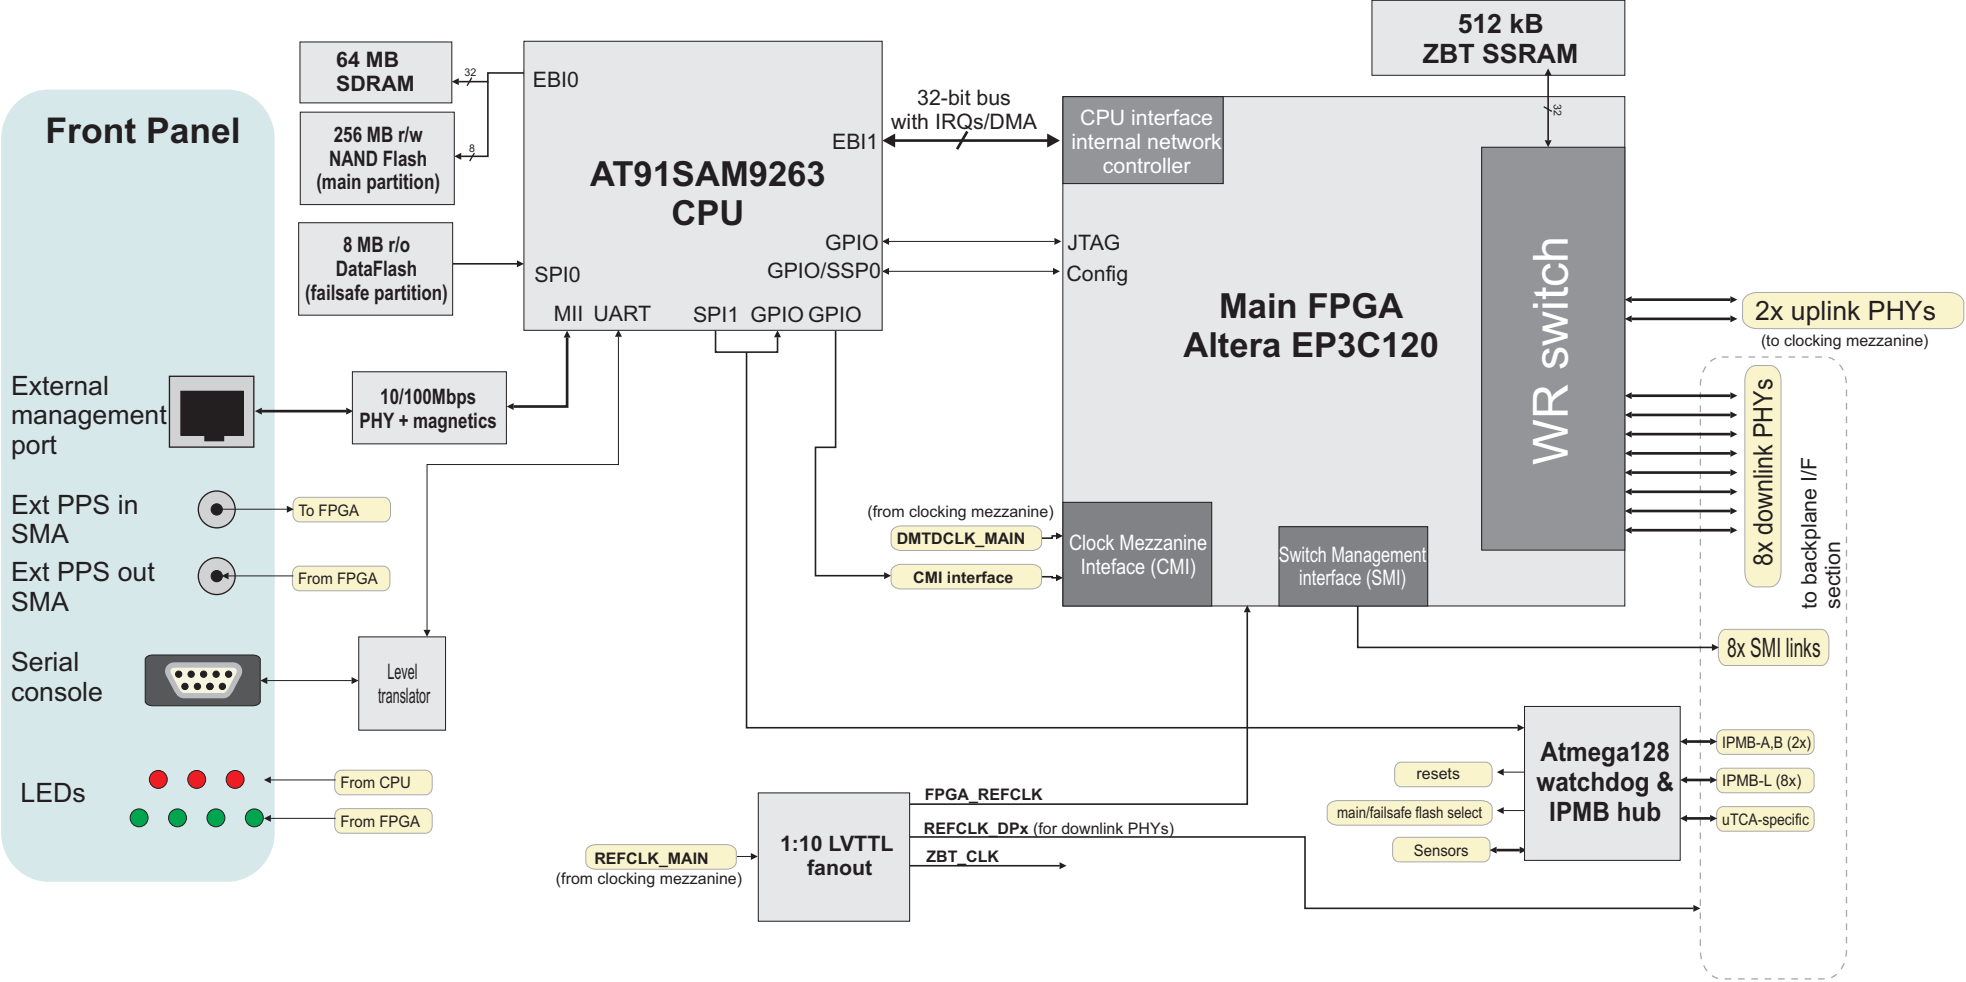 512 kB
ZBT SSRAM
32
64 MB
SDRAM
32
256 MB r/w
NAND Flash
(main partition)
8
8 MB r/o
DataFlash
(failsafe partition)
EBI0
AT91SAM9263
CPU
EBI1
SPI0
MII
UART
SPI1
GPIO
GPIO
GPIO
GPIO/SSP0
32-bit bus
with IRQs/DMA
CPU interface
internal network
controller
JTAG
Config
Main FPGA
Altera EP3C120
WR switch
2x uplink PHYs
(to clocking mezzanine)
8x downlink PHYs
to backplane I/F
section
Front Panel
External
management
port
10/100Mbps
PHY + magnetics
Ext PPS in
SMA
To FPGA
Ext PPS out
SMA
From FPGA
Serial
console
Level
translator
LEDs
From CPU
From FPGA
(from clocking mezzanine)
DMTDCLK_MAIN
CMI interface
Clock Mezzanine
Inteface (CMI)
Switch Management
interface (SMI)
8x SMI links
Atmega128
watchdog &
IPMB hub
IPMB-A,B (2x)
IPMB-L (8x)
uTCA-specific
resets
main/failsafe flash select
Sensors
REFCLK_MAIN
(from clocking mezzanine)
1:10 LVTTL
fanout
FPGA_REFCLK
REFCLK_DPx (for downlink PHYs)
ZBT_CLK